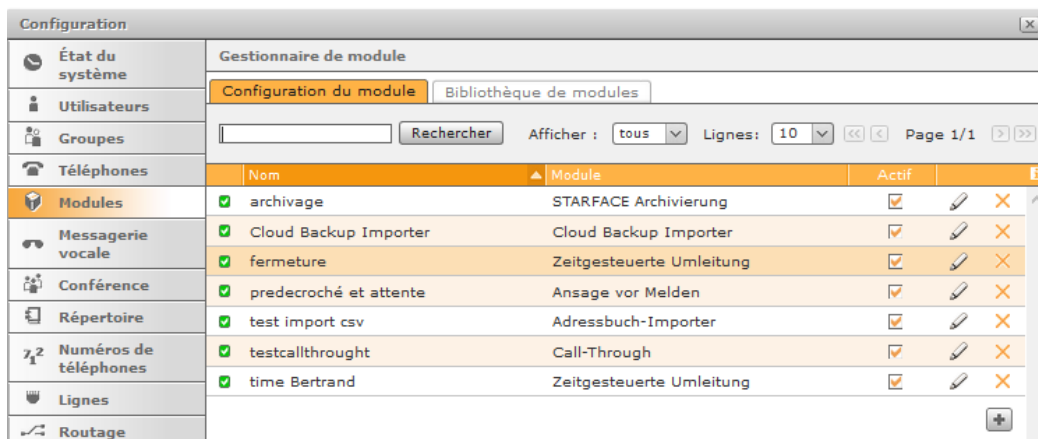 Configuration
État du
système
Utilisateurs
Groupes
Téléphones
Modules
Messagerie
vocale
Conférence
Répertoire
Numéros de
téléphones
Lignes
Routage
Gestionnaire de module
Configuration du module Bibliothèque de modules
Rechercher Afficher : tous Lignes: 10 Page 1/1
Nom Module Actif
archivage STARFACE Archivierung
Cloud Backup Importer Cloud Backup Importer
fermeture Zeitgesteuerte Umleitung
predecroché et attente Ansage vor Melden
test import csv Adressbuch-Importer
testcallthrought Call-Through
time Bertrand Zeitgesteuerte Umleitung